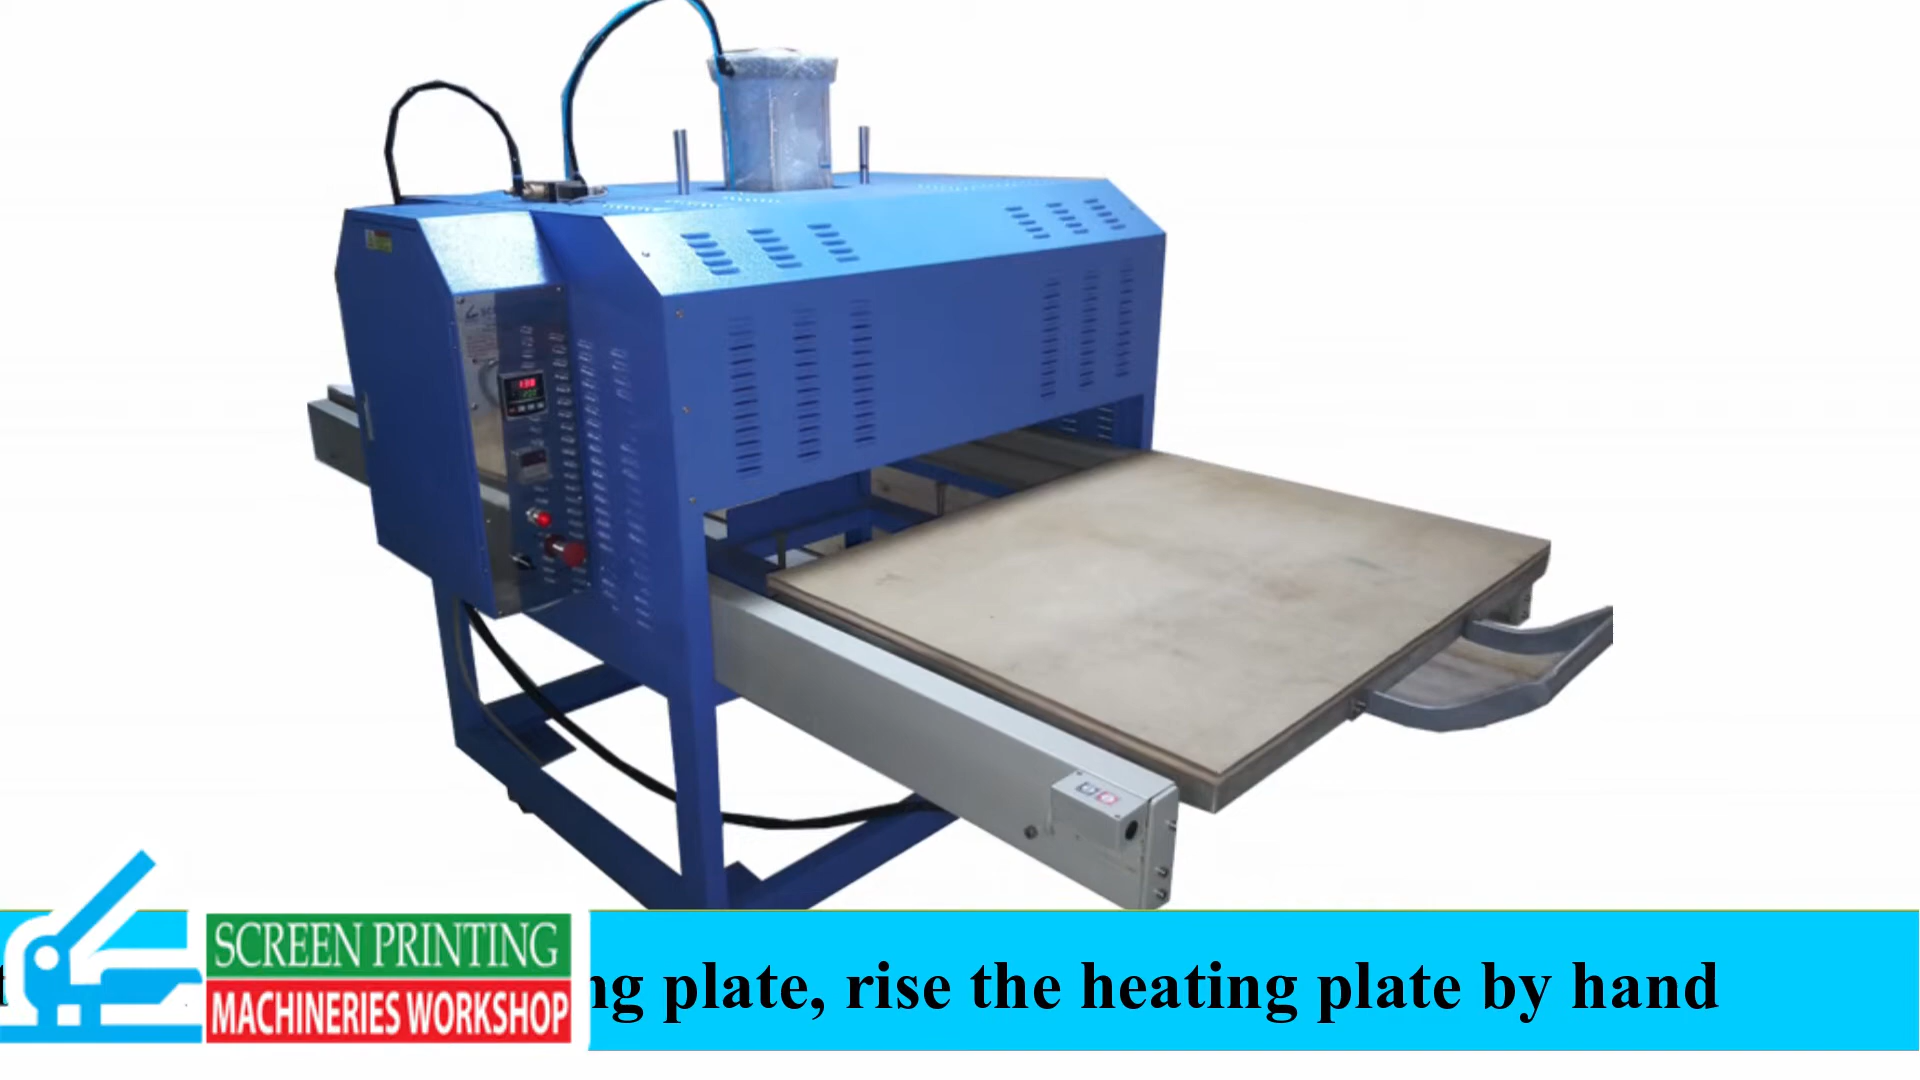 SCREEN PRINTING
MACHINERIES WORKSHOP
plate, rise the heating plate by hand